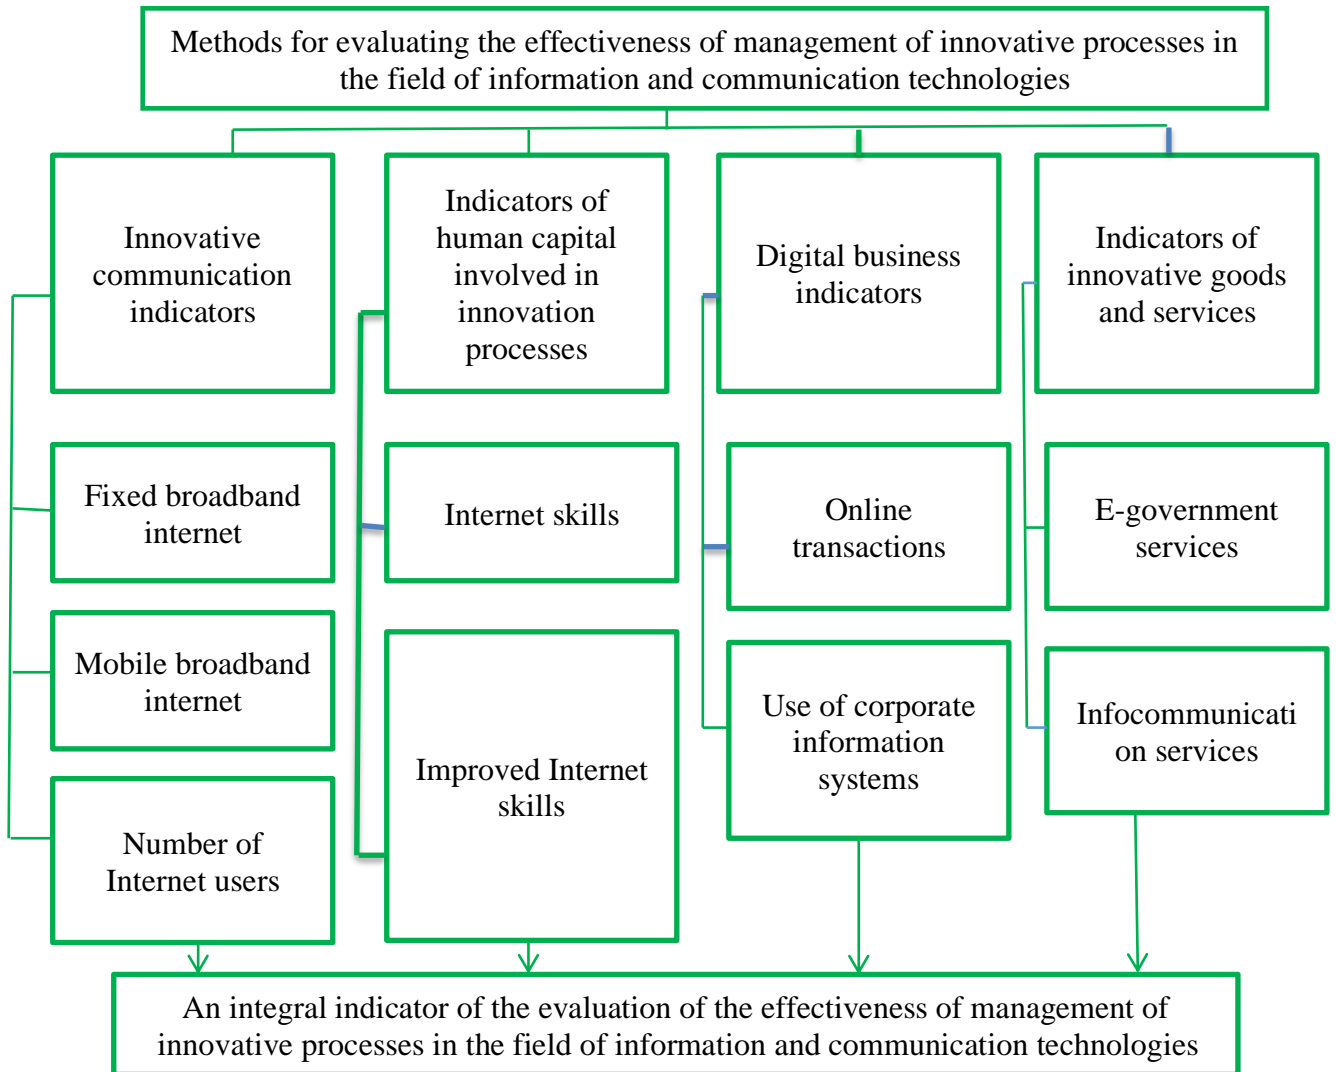 Methods for evaluating the effectiveness of management of innovative processes in
the field of information and communication technologies
Innovative
communication
indicators
Indicators of
human capital
involved in
innovation
processes
Digital business
indicators
Indicators of
innovative goods
and services
Fixed broadband
internet
Internet skills
Online
transactions
E-government
services
Mobile broadband
internet
Improved Internet
skills
Use of corporate
information
systems
Infocommunicati
on services
Number of
Internet users
An integral indicator of the evaluation of the effectiveness of management of
innovative processes in the field of information and communication technologies